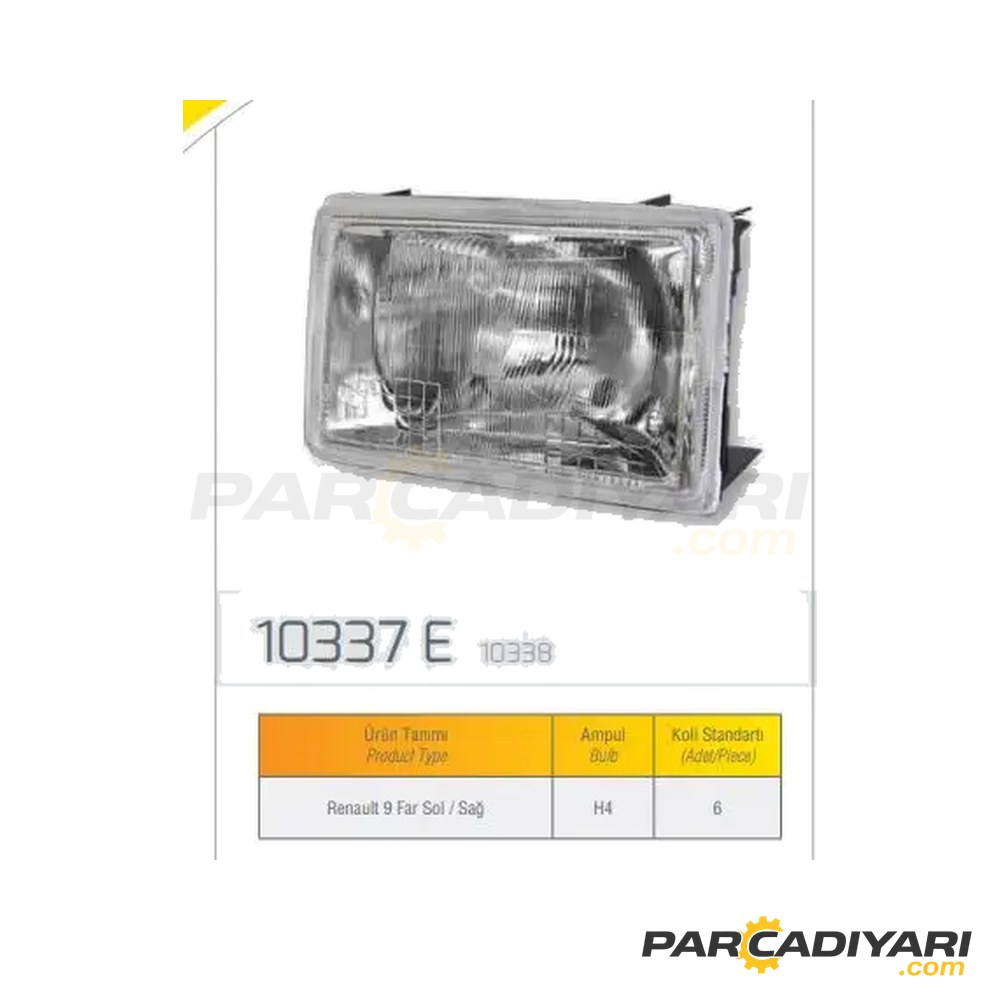 PARCADIYARI
.com
10337 E 10338
Ürün Tanımı Ampul Koli Standartı
Product Type Bulb (Adet/Piece)
Renault 9 Far Sol / Sağ H4 6
PARCADIYARI
.com